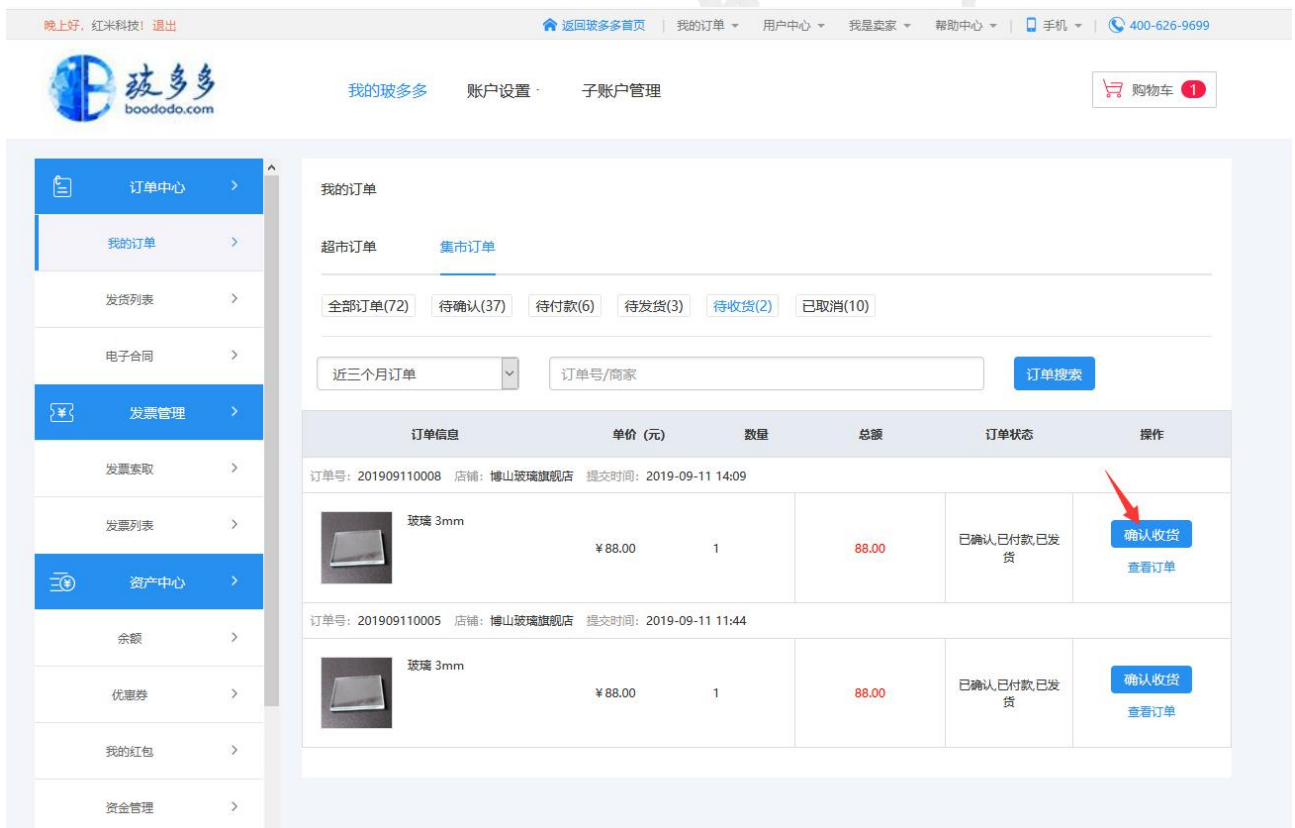 晚上好, 红米科技! 退出
返回玻多多首页 | 我的订单 用户中心 我是卖家 帮助中心 | 手机 | 400-626-9699
玻多多
boododo.com
我的玻多多 账户设置 子账户管理
购物车 1
订单中心
我的订单
发货列表
电子合同
发票管理
发票索取
发票列表
资产中心
余额
优惠券
我的红包
资金管理
我的订单
超市订单 集市订单
全部订单(72) 待确认(37) 待付款(6) 待发货(3) 待收货(2) 已取消(10)
近三个月订单 订单号/商家 订单搜索
订单信息 单价 (元) 数量 总额 订单状态 操作
订单号: 201909110008 店铺: 博山玻璃旗舰店 提交时间: 2019-09-11 14:09
玻璃 3mm
¥88.00 1 88.00 已确认,已付款,已发
货
确认收货
查看订单
订单号: 201909110005 店铺: 博山玻璃旗舰店 提交时间: 2019-09-11 11:44
玻璃 3mm
¥88.00 1 88.00 已确认,已付款,已发
货
确认收货
查看订单